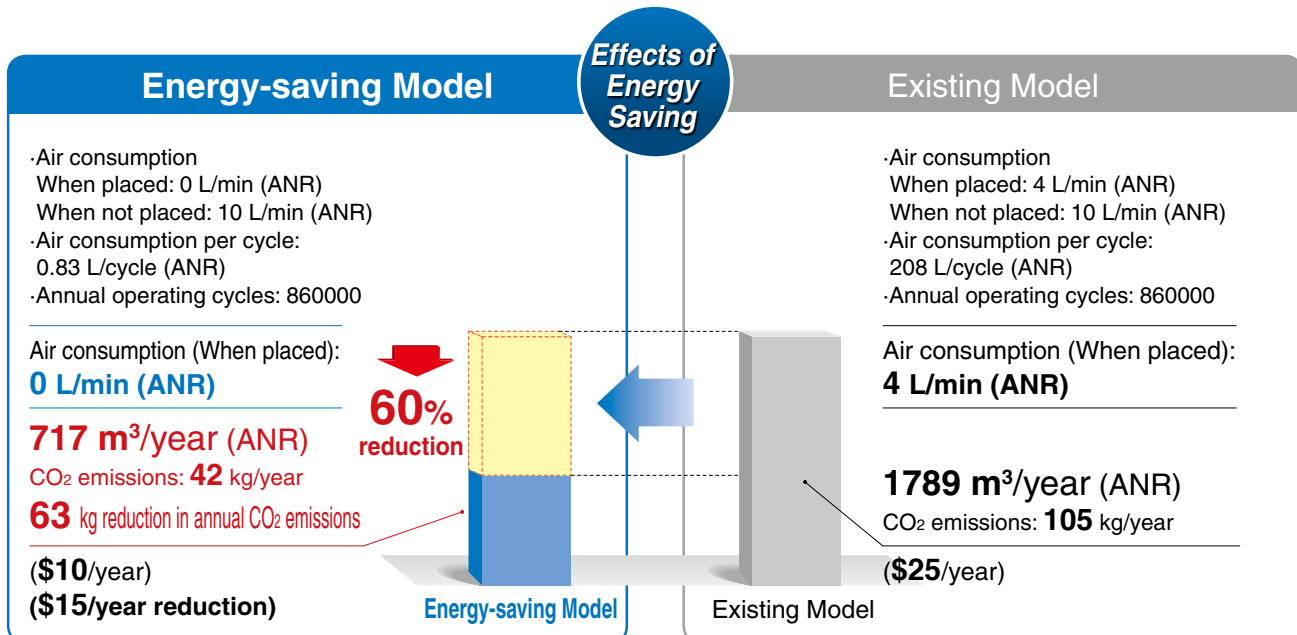 Effects of
Energy
Saving
Energy-saving Model
·Air consumption
When placed: 0 L/min (ANR)
When not placed: 10 L/min (ANR)
·Air consumption per cycle:
0.83 L/cycle (ANR)
·Annual operating cycles: 860000
Air consumption (When placed):
0 L/min (ANR)
717 m³/year (ANR)
CO₂ emissions: 42 kg/year
63 kg reduction in annual CO₂ emissions
($10/year)
($15/year reduction)
60%
reduction
Energy-saving Model
Existing Model
Existing Model
·Air consumption
When placed: 4 L/min (ANR)
When not placed: 10 L/min (ANR)
·Air consumption per cycle:
208 L/cycle (ANR)
·Annual operating cycles: 860000
Air consumption (When placed):
4 L/min (ANR)
1789 m³/year (ANR)
CO₂ emissions: 105 kg/year
($25/year)